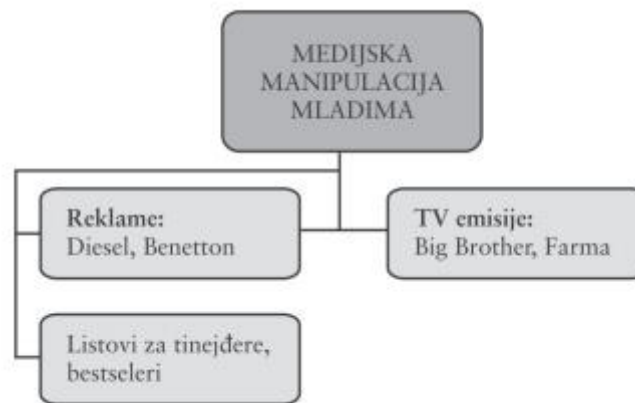 MEDIJSKA
MANIPULACIJA
MLADIMA
Reklame:
Diesel, Benetton
TV emisije:
Big Brother, Farma
Listovi za tinejđere,
bestseleri